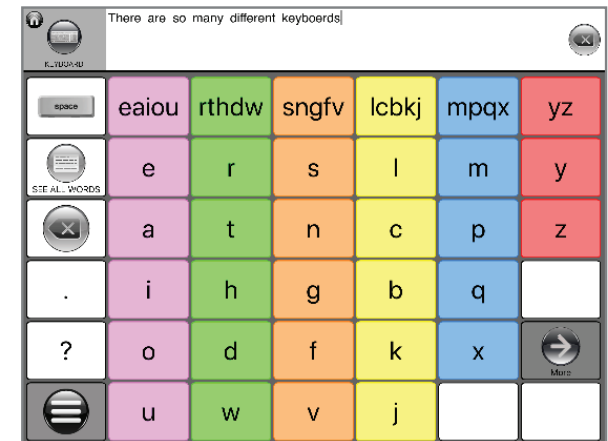 There are so many different keyboerds
KEYBOARD
space eaiou rthdw sngfv lcbkj mpqx yz
SEE ALL WORDS e r s l m y
a t n c p z
. i h g b q
? o d f k x More
u w v j